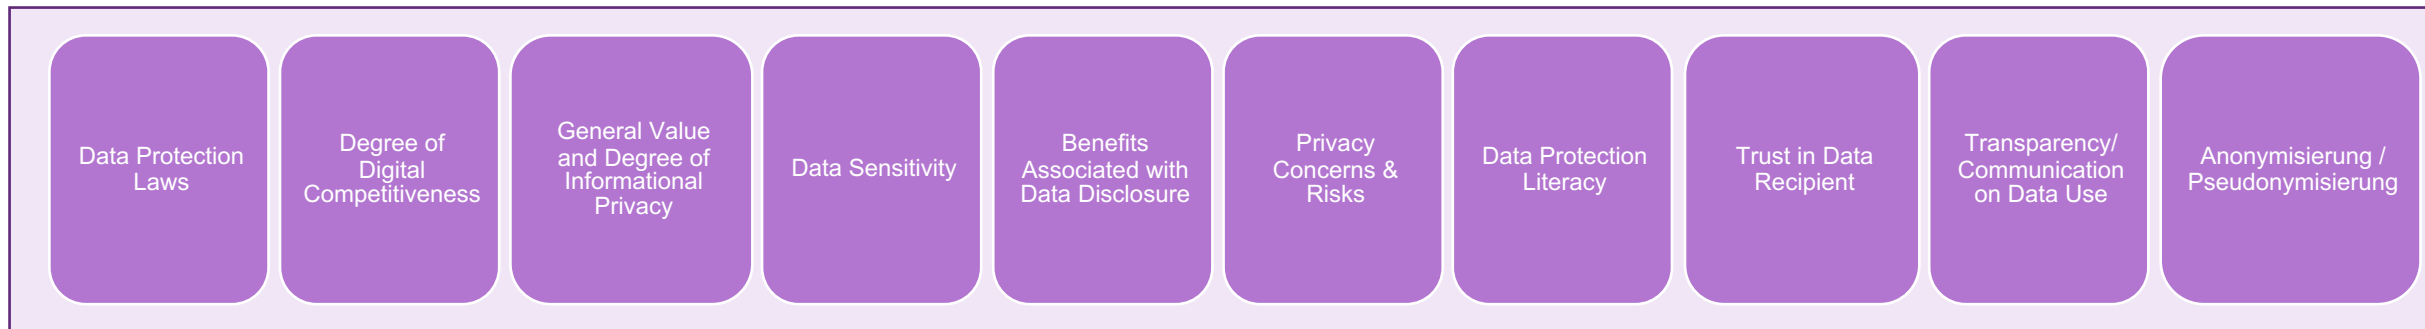 Data Protection
Laws
Degree of
Digital
Competitiveness
General Value
and Degree of
Informational
Privacy
Data Sensitivity
Benefits
Associated with
Data Disclosure
Privacy
Concerns &
Risks
Data Protection
Literacy
Trust in Data
Recipient
Transparency/
Communication
on Data Use
Anonymisierung /
Pseudonymisierung